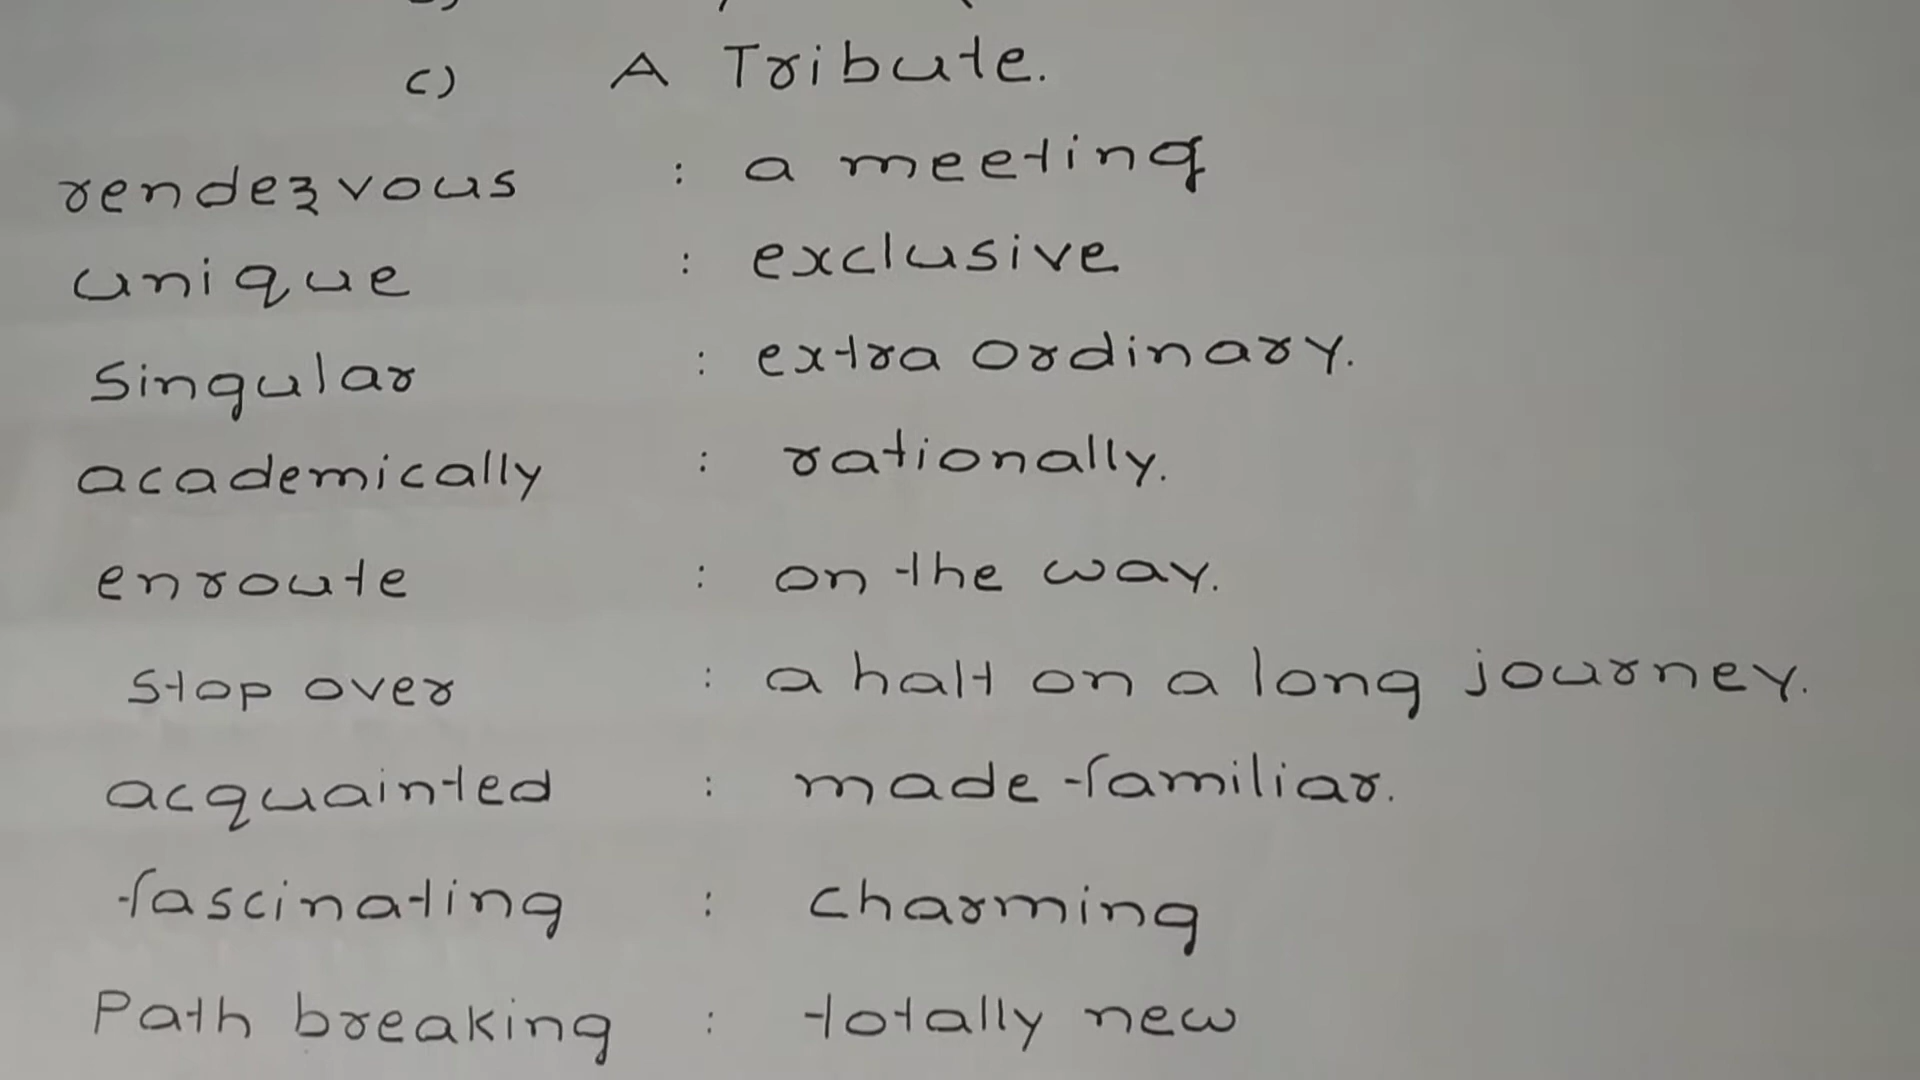 c) A Tribute.
rendezvous : a meeting
unique : exclusive
Singular : extra ordinary.
academically : rationally.
enroute : on the way.
Stop over : a halt on a long journey.
acquainted : made familiar.
fascinating : charming
Path breaking : totally new